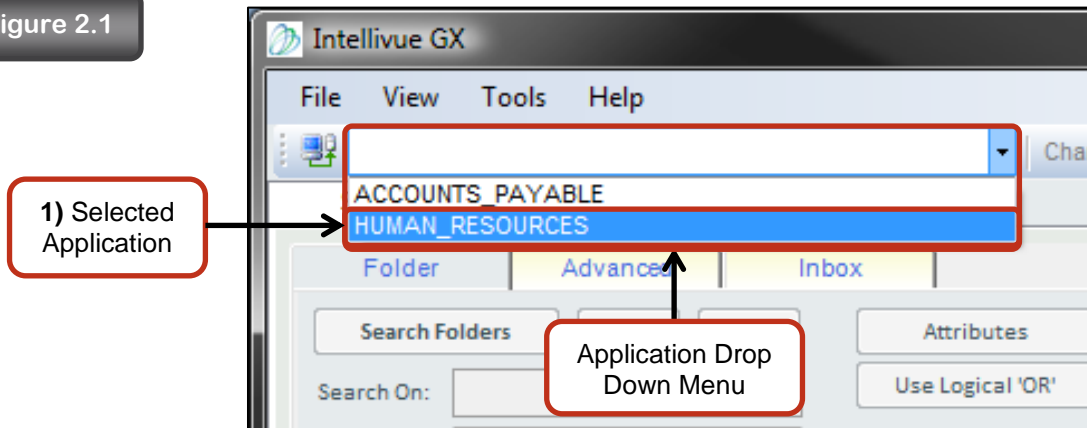 igure 2.1
Intellivue GX
File View Tools Help
Cha
ACCOUNTS_PAYABLE
HUMAN_RESOURCES
1) Selected
Application
Folder Advanced Inbox
Search Folders
Attributes
Application Drop
Down Menu
Search On:
Use Logical 'OR'